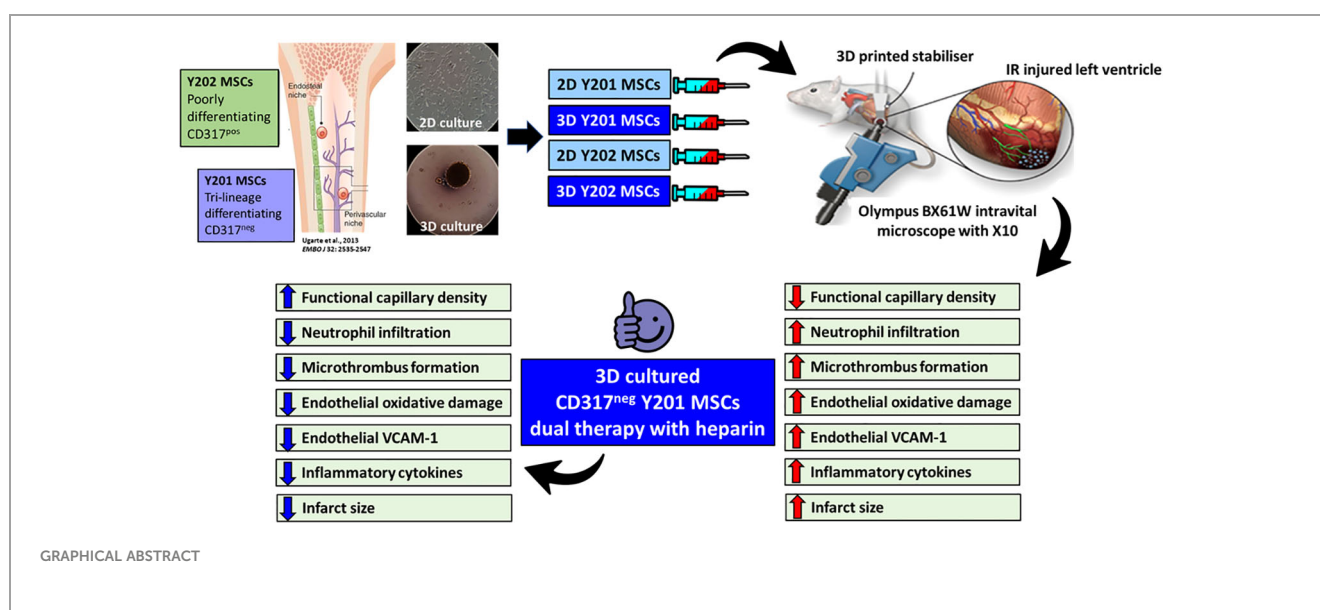 Y202 MSCs
Poorly
differentiating
CD317pos
Y201 MSCs
Tri-lineage
differentiating
CD317neg
Endosteal
niche
Perivascular
niche
Ugarte et al., 2013
EMBO J 32: 2535-2547
2D culture
3D culture
2D Y201 MSCs
3D Y201 MSCs
2D Y202 MSCs
3D Y202 MSCs
3D printed stabiliser
IR injured left ventricle
Olympus BX61W intravital
microscope with X10
Functional capillary density
Neutrophil infiltration
Microthrombus formation
Endothelial oxidative damage
Endothelial VCAM-1
Inflammatory cytokines
Infarct size
3D cultured
CD317neg Y201 MSCs
dual therapy with heparin
Functional capillary density
Neutrophil infiltration
Microthrombus formation
Endothelial oxidative damage
Endothelial VCAM-1
Inflammatory cytokines
Infarct size
GRAPHICAL ABSTRACT